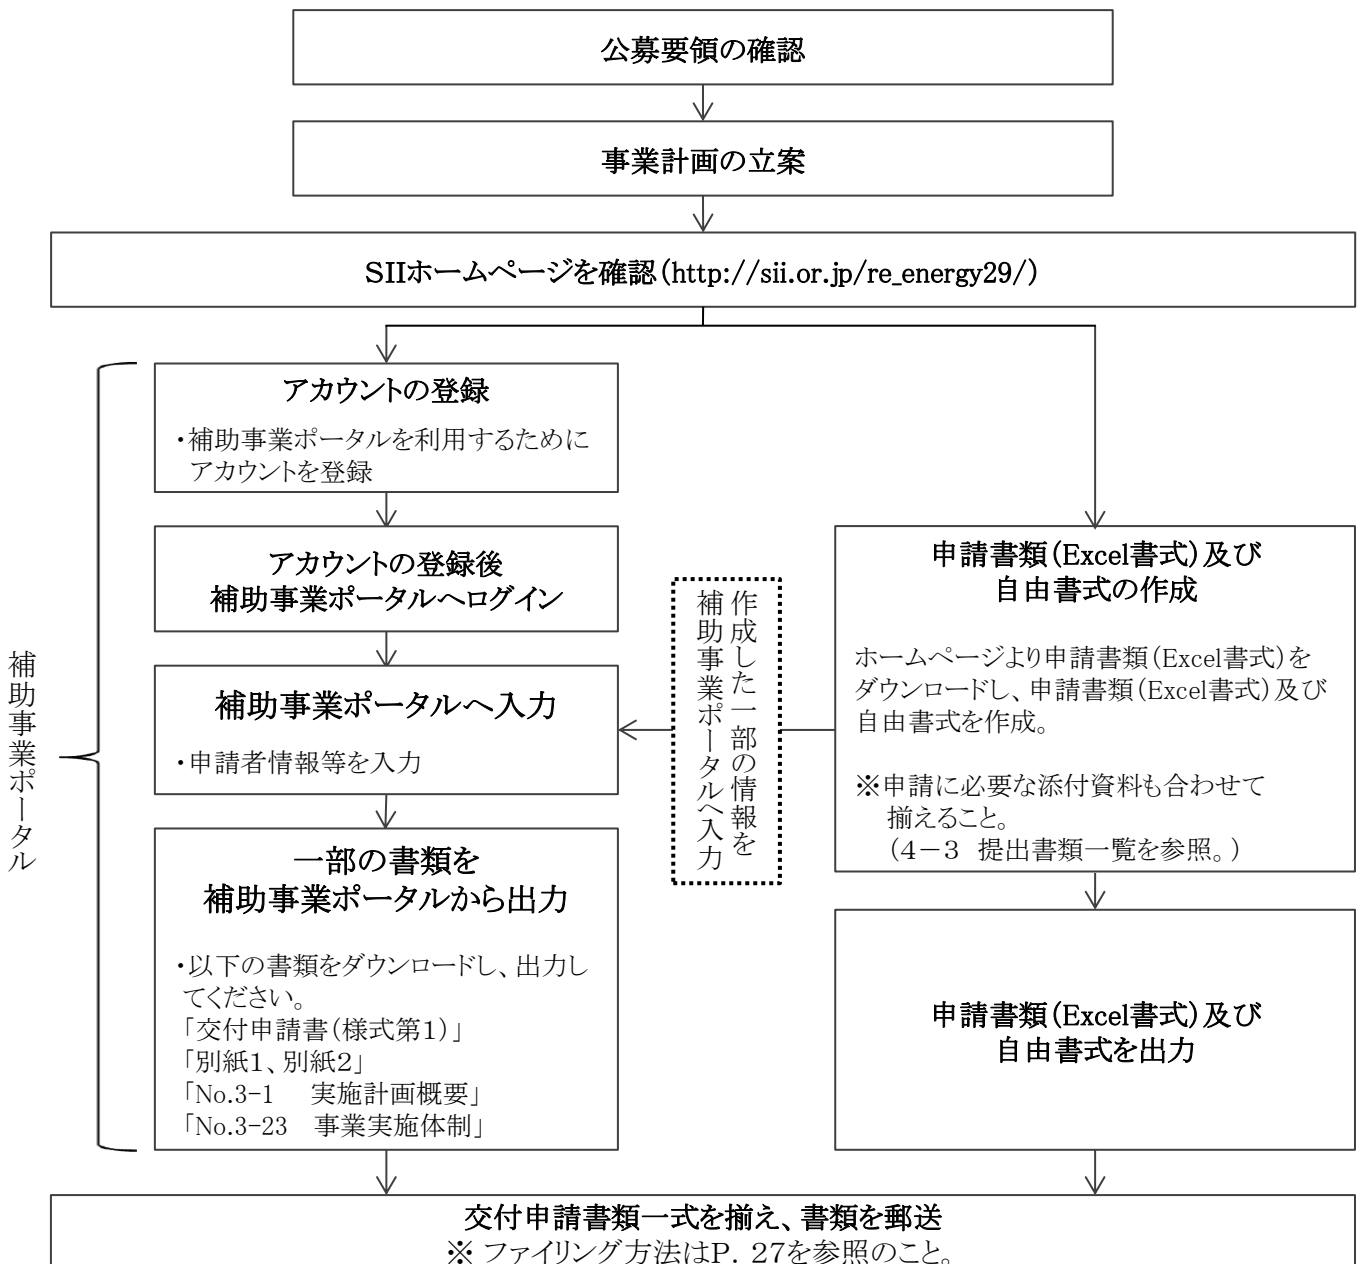 公募要領の確認
事業計画の立案
SIIホームページを確認（http://sii.or.jp/re_energy29/）
補助事業ポータル
アカウントの登録
・補助事業ポータルを利用するために
アカウントを登録
アカウントの登録後
補助事業ポータルへログイン
補助事業ポータルへ入力
・申請者情報等を入力
一部の書類を
補助事業ポータルから出力
・以下の書類をダウンロードし、出力し
てください。
「交付申請書（様式第１）」
「別紙１、別紙２」
「No.3-1　実施計画概要」
「No.3-23　事業実施体制」
作成した一部の情報を
補助事業ポータルへ入力
申請書類（Excel書式）及び
自由書式の作成
ホームページより申請書類（Excel書式）を
ダウンロードし、申請書類（Excel書式）及び
自由書式を作成。
※申請に必要な添付資料も合わせて
揃えること。
（４－３　提出書類一覧を参照。）
申請書類（Excel書式）及び
自由書式を出力
交付申請書類一式を揃え、書類を郵送
※ ファイリング方法はP. 27を参照のこと。